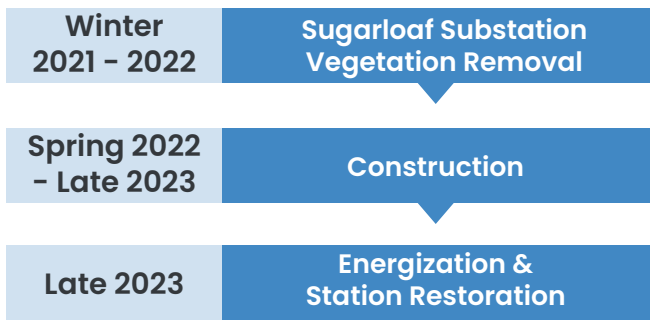 Winter
2021 - 2022
Sugarloaf Substation
Vegetation Removal
Spring 2022
- Late 2023
Construction
Late 2023
Energization &
Station Restoration